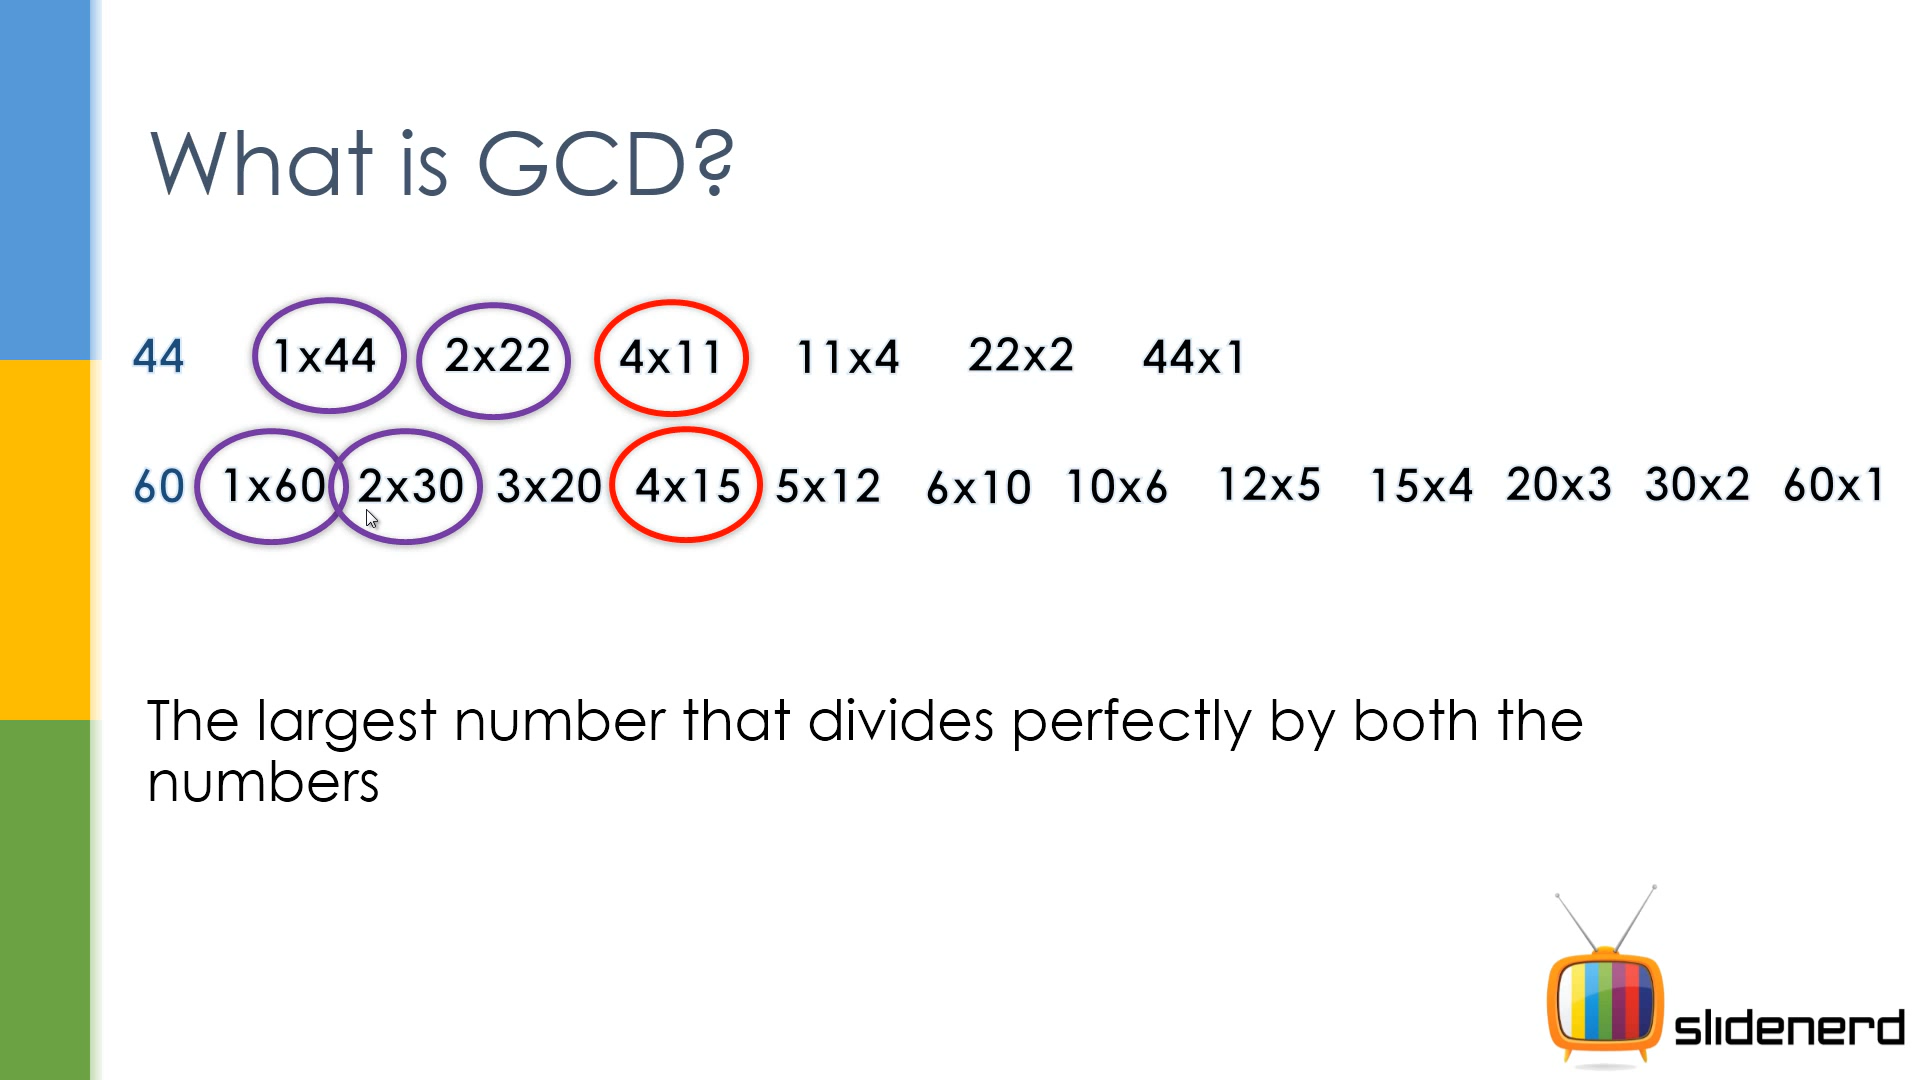 What is GCD?
44 1x44 2x22 4x11 11x4 22x2 44x1
60 1x60 2x30 3x20 4x15 5x12 6x10 10x6 12x5 15x4 20x3 30x2 60x1
The largest number that divides perfectly by both the
numbers
slidenerd